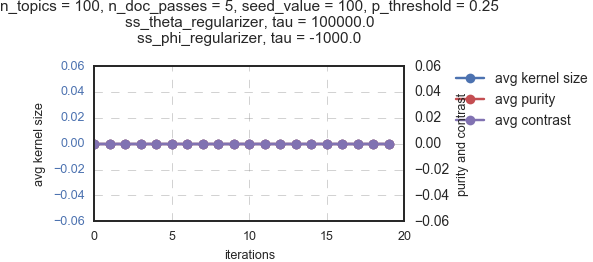 n_topics = 100, n_doc_passes = 5, seed_value = 100, p_threshold = 0.25
ss_theta_regularizer, tau = 100000.0
ss_phi_regularizer, tau = -1000.0
0.06
0.04
0.02
0.00
−0.02
−0.04
−0.06
avg kernel size
0.06
0.04
0.02
0.00
−0.02
−0.04
−0.06
purity and contrast
avg kernel size
avg purity
avg contrast
0 5 10 15 20
iterations